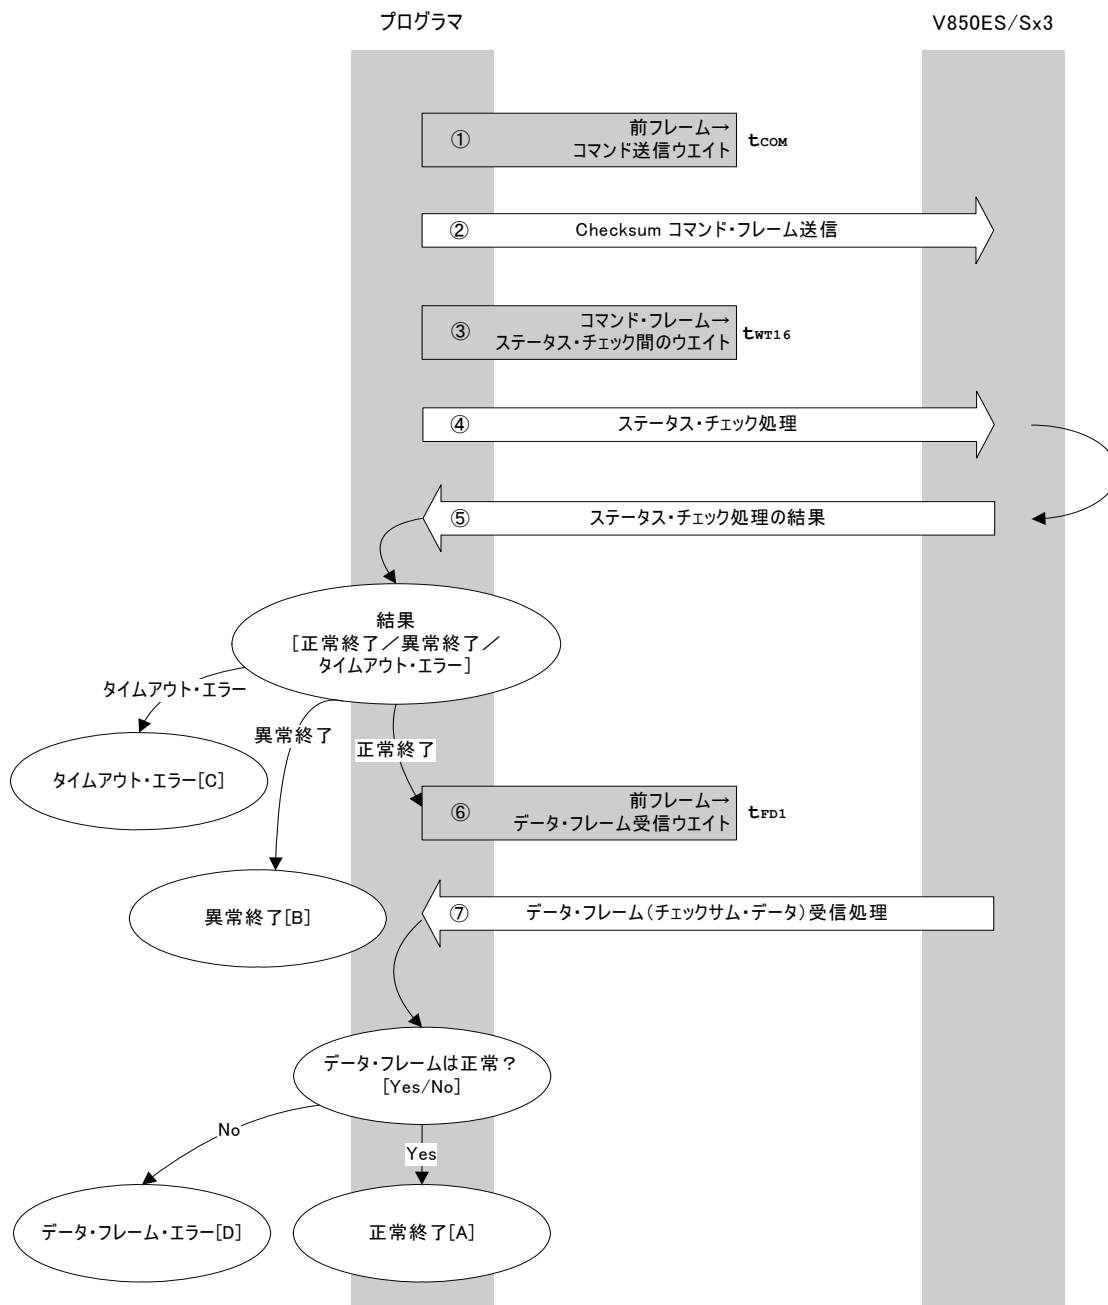 プログラマ
V850ES/Sx3
① 前フレーム→
コマンド送信ウエイト
tCOM
② Checksum コマンド・フレーム送信
③ コマンド・フレーム→
ステータス・チェック間のウエイト
tWT16
④ ステータス・チェック処理
⑤ ステータス・チェック処理の結果
結果
[正常終了／異常終了／
タイムアウト・エラー]
タイムアウト・エラー
異常終了
正常終了
タイムアウト・エラー[C]
⑥ 前フレーム→
データ・フレーム受信ウエイト
tFD1
異常終了[B]
⑦ データ・フレーム(チェックサム・データ)受信処理
データ・フレームは正常？
[Yes/No]
No
Yes
データ・フレーム・エラー[D]
正常終了[A]